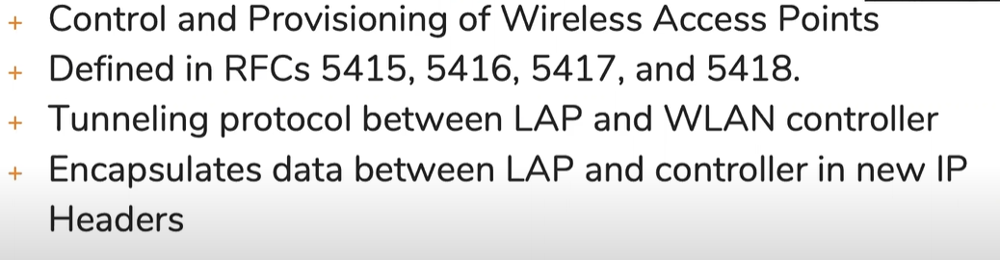 + Control and Provisioning of Wireless Access Points
+ Defined in RFCs 5415, 5416, 5417, and 5418.
+ Tunneling protocol between LAP and WLAN controller
+ Encapsulates data between LAP and controller in new IP
Headers